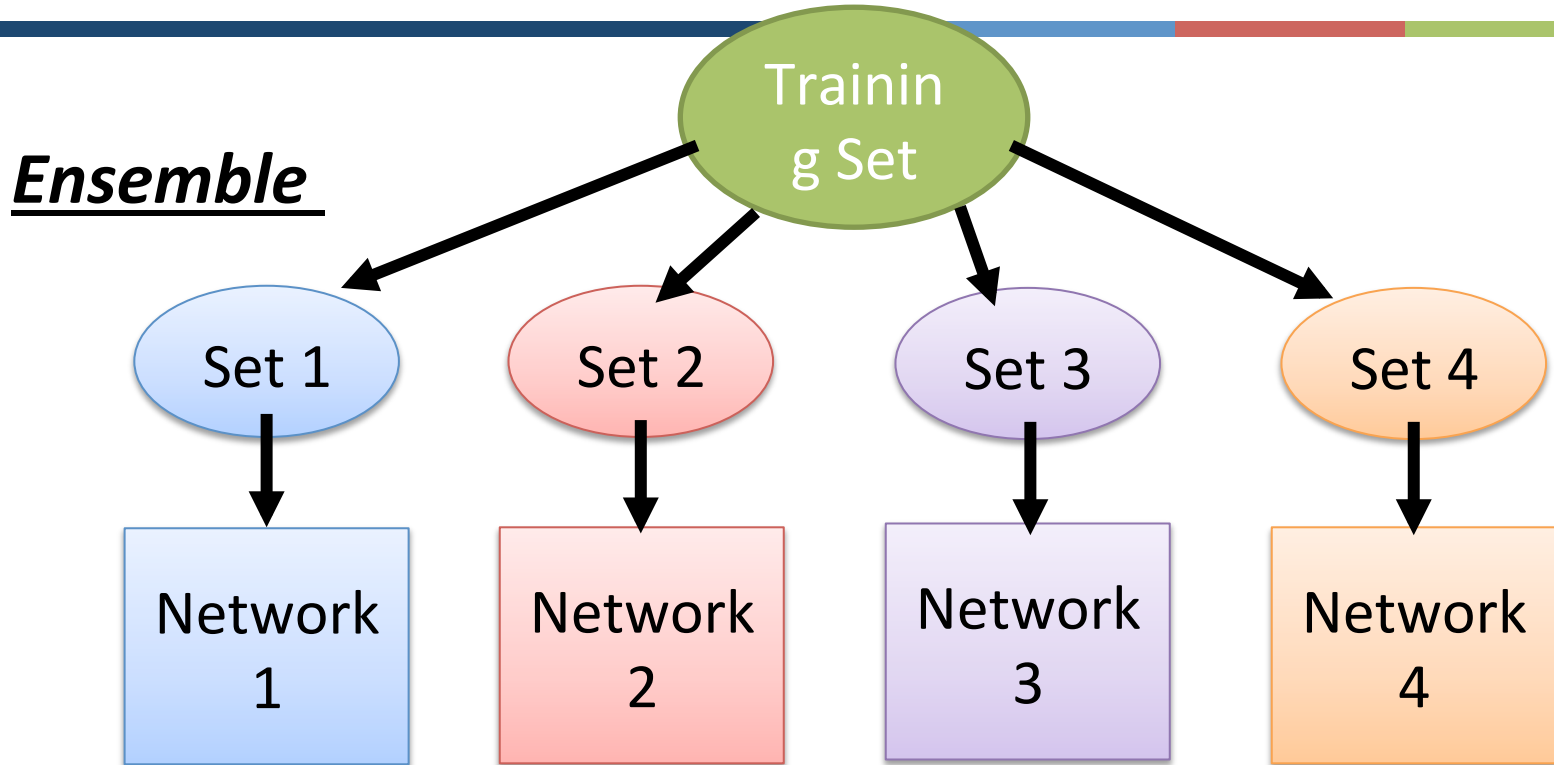 Trainin
g Set
Ensemble
Set 1
Set 2
Set 3
Set 4
Network
1
Network
2
Network
3
Network
4